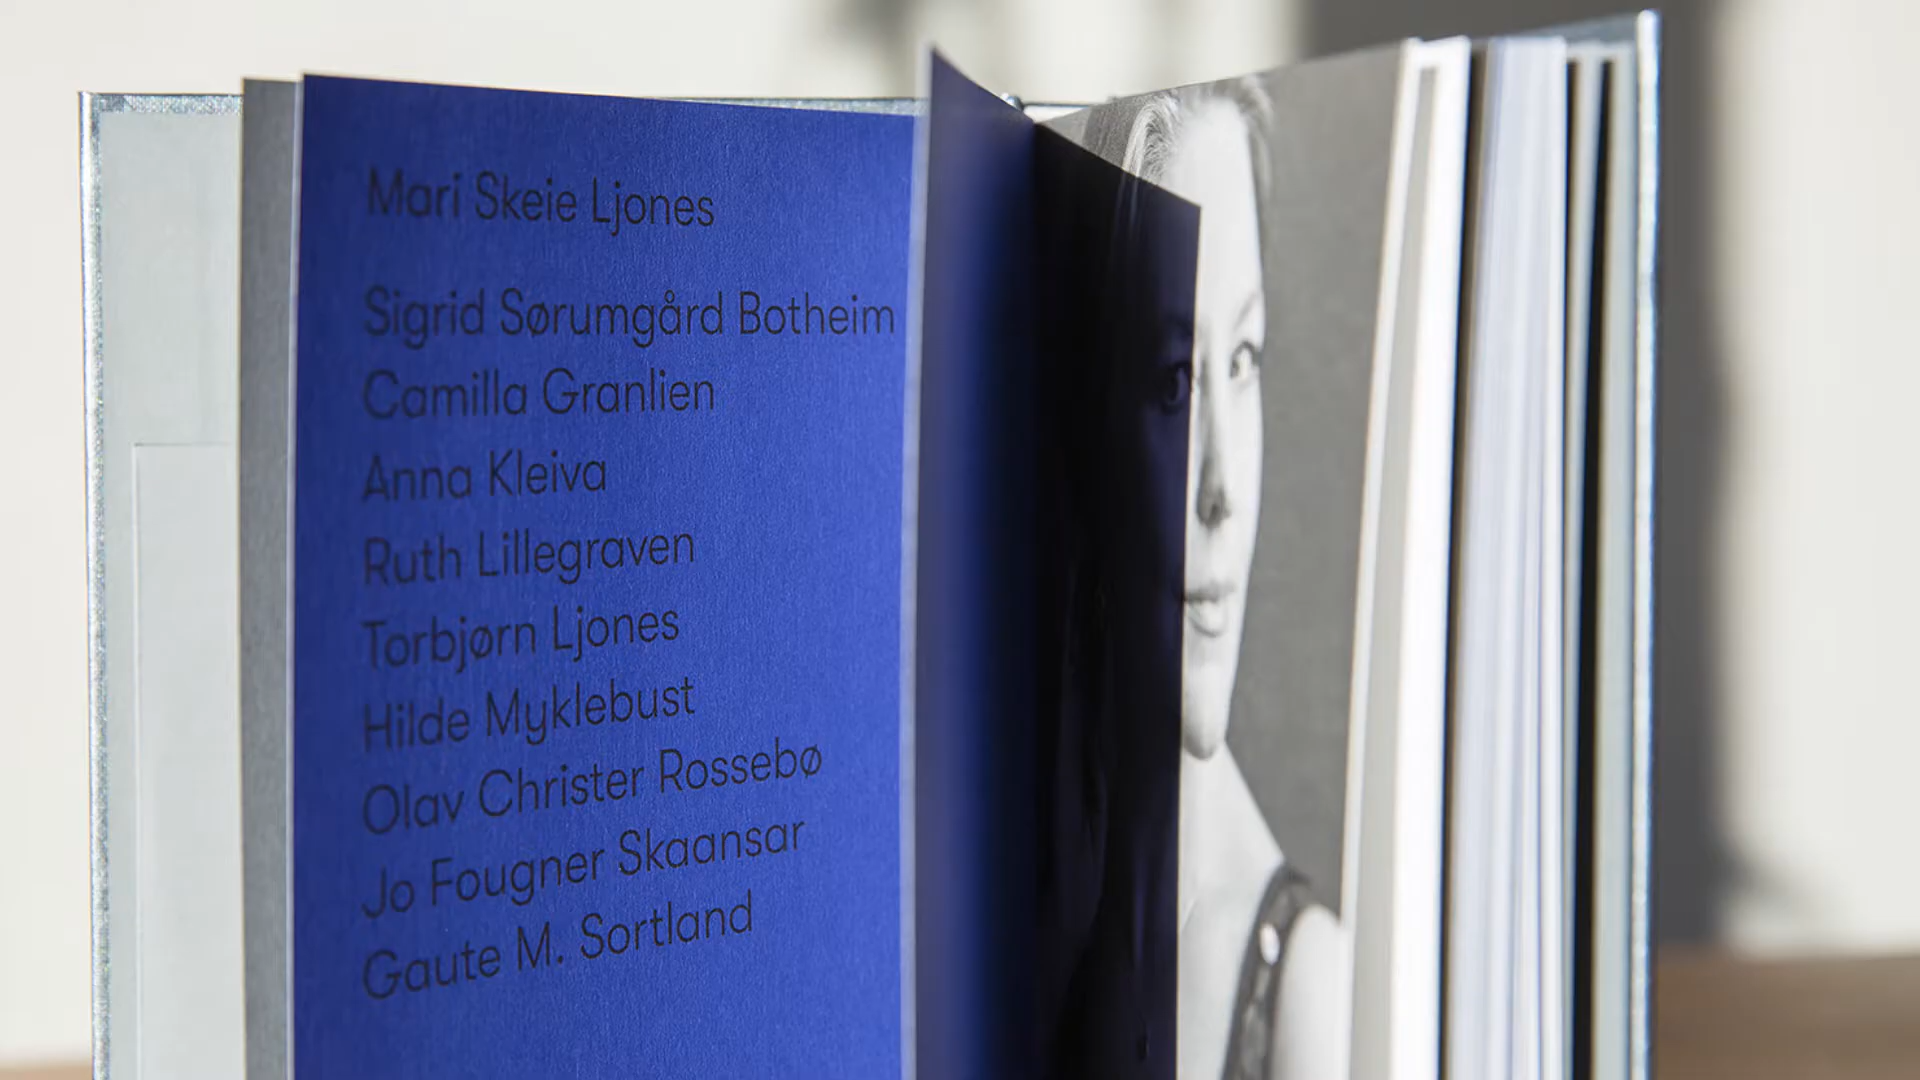 Mari Skeie Ljones
Sigrid Sørumgård Botheim
Camilla Granlien
Anna Kleiva
Ruth Lillegraven
Torbjørn Ljones
Hilde Myklebust
Olav Christer Rossebø
Jo Fougner Skaansar
Gaute M. Sortland